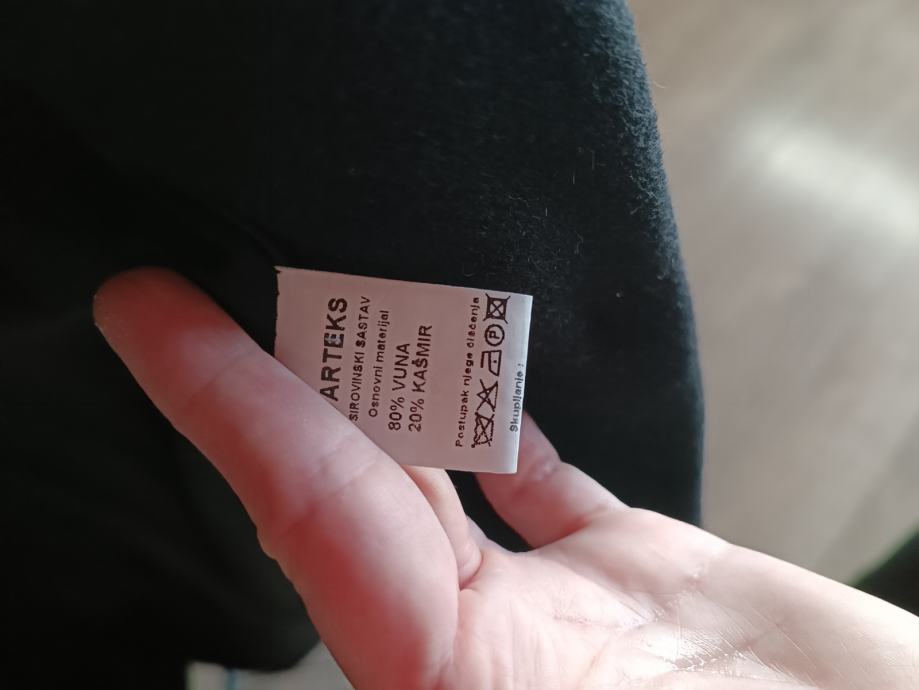 ARTEKS
SIROVINSKI SASTAV
Osnovni materijal
80% VUNA
20% KAŠMIR
Postupak njege čišćenja
P
Skupljanje :